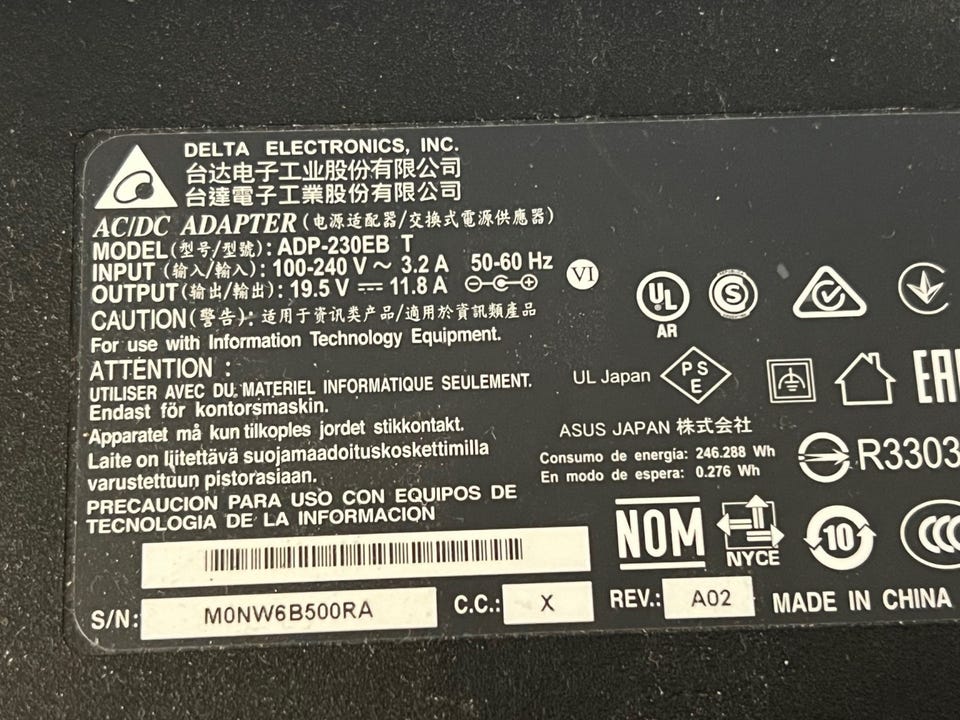 DELTA ELECTRONICS, INC.
台达电子工业股份有限公司
台達電子工業股份有限公司
AC/DC ADAPTER (电源适配器/交換式電源供應器)
MODEL(型号/型號): ADP-230EB T
INPUT (输入/輸入): 100-240 V ~ 3.2 A 50-60 Hz
OUTPUT(输出/輸出): 19.5 V ⎓ 11.8 A
VI
CAUTION(警告): 适用于资讯类产品/適用於資訊類產品
For use with Information Technology Equipment.
ATTENTION :
UTILISER AVEC DU MATERIEL INFORMATIQUE SEULEMENT.
Endast för kontorsmaskin.
Apparatet må kun tilkoples jordet stikkontakt.
Laite on liitettävä suojamaadoituskoskettimilla
varustettuun pistorasiaan.
PRECAUCION PARA USO CON EQUIPOS DE
TECNOLOGIA DE LA INFORMACION
UL
AR
S
UL Japan
PSE
EAC
ASUS JAPAN 株式会社
Consumo de energía: 246.288 Wh
En modo de espera: 0.276 Wh
R3303
NOM
NYCE
10
CCC
S/N: M0NW6B500RA
C.C.: X
REV.: A02
MADE IN CHINA